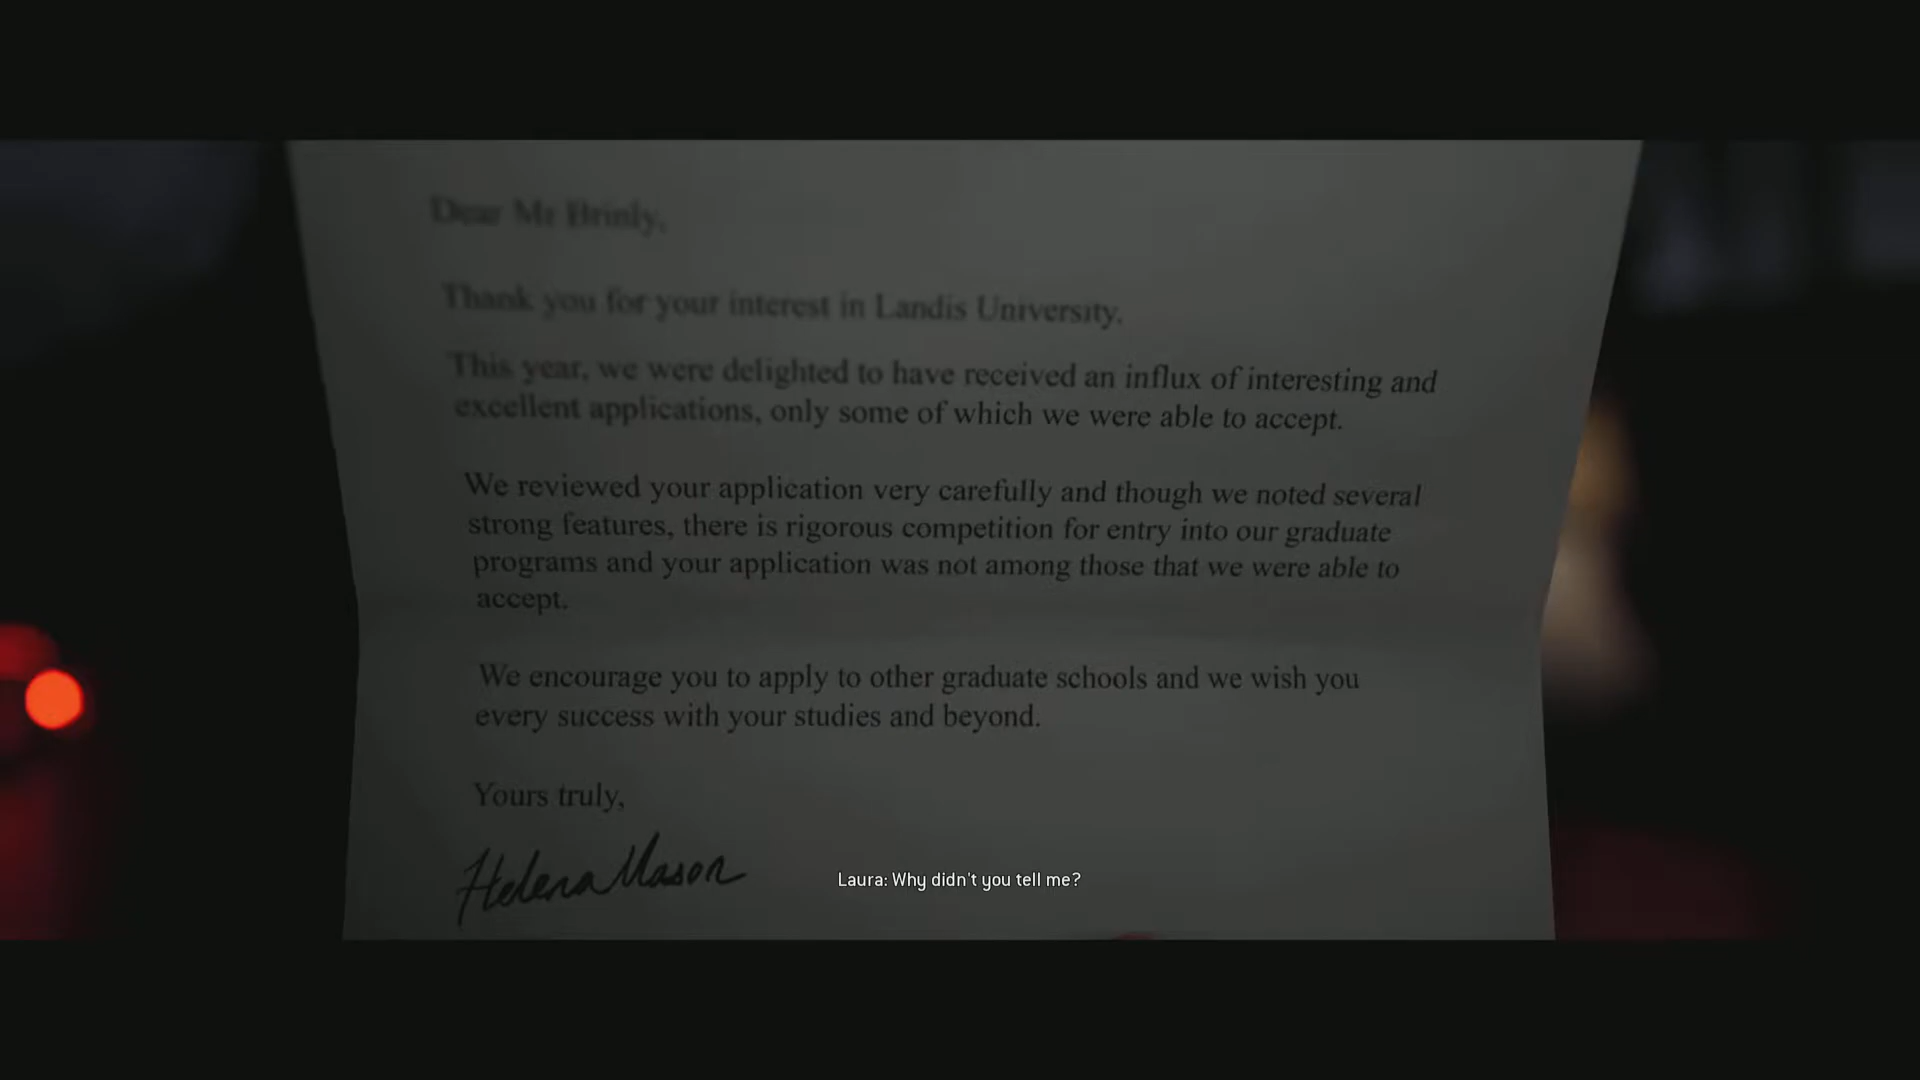 Dear Mr Brinly,
Thank you for your interest in Landis University.
This year, we were delighted to have received an influx of interesting and
excellent applications, only some of which we were able to accept.
We reviewed your application very carefully and though we noted several
strong features, there is rigorous competition for entry into our graduate
programs and your application was not among those that we were able to
accept.
We encourage you to apply to other graduate schools and we wish you
every success with your studies and beyond.
Yours truly,
Helena Mason
Laura: Why didn't you tell me?